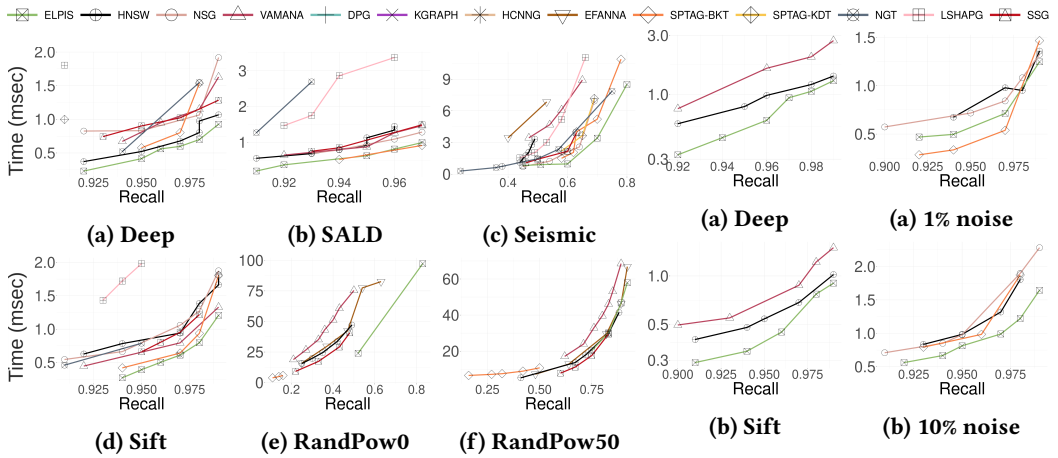 ELPIS HNSW NSG VAMANA DPG KGRAPH HCNNG EFANNA SPTAG-BKT SPTAG-KDT NGT LSHAPG SSG
Time (msec)
2.0
1.5
1.0
0.5
0.925 0.950 0.975
Recall
(a) Deep
3
2
1
0.92 0.94 0.96
Recall
(b) SALD
9
6
3
0
0.4 0.6 0.8
Recall
(c) Seismic
3.0
1.0
0.3
0.92 0.94 0.96 0.98
Recall
(a) Deep
1.5
1.0
0.5
0.900 0.925 0.950 0.975
Recall
(a) 1% noise
Time (msec)
2.0
1.5
1.0
0.5
0.925 0.950 0.975
Recall
(d) Sift
100
75
50
25
0
0.2 0.4 0.6 0.8
Recall
(e) RandPow0
60
40
20
0.25 0.50 0.75
Recall
(f) RandPow50
1.0
0.5
0.3
0.900 0.925 0.950 0.975
Recall
(b) Sift
2.5
2.0
1.5
1.0
0.5
0.925 0.950 0.975
Recall
(b) 10% noise